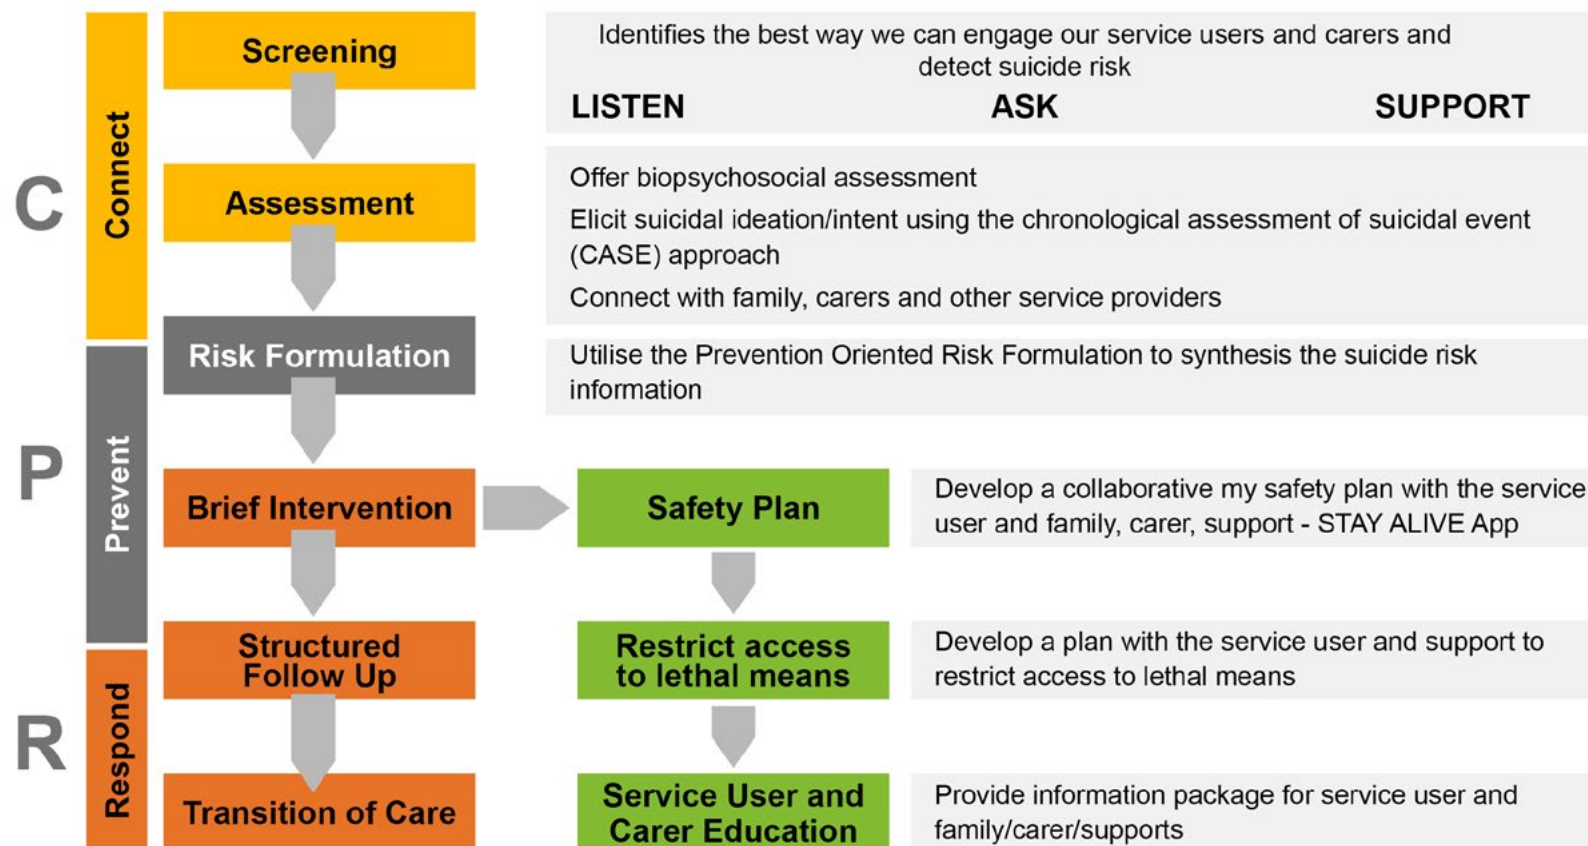 C
Connect
Screening
Identifies the best way we can engage our service users and carers and
detect suicide risk
LISTEN ASK SUPPORT
Assessment
Offer biopsychosocial assessment
Elicit suicidal ideation/intent using the chronological assessment of suicidal event
(CASE) approach
Connect with family, carers and other service providers
P
Prevent
Risk Formulation
Utilise the Prevention Oriented Risk Formulation to synthesis the suicide risk
information
Brief Intervention
Safety Plan
Develop a collaborative my safety plan with the service
user and family, carer, support - STAY ALIVE App
R
Respond
Structured
Follow Up
Restrict access
to lethal means
Develop a plan with the service user and support to
restrict access to lethal means
Transition of Care
Service User and
Carer Education
Provide information package for service user and
family/carer/supports